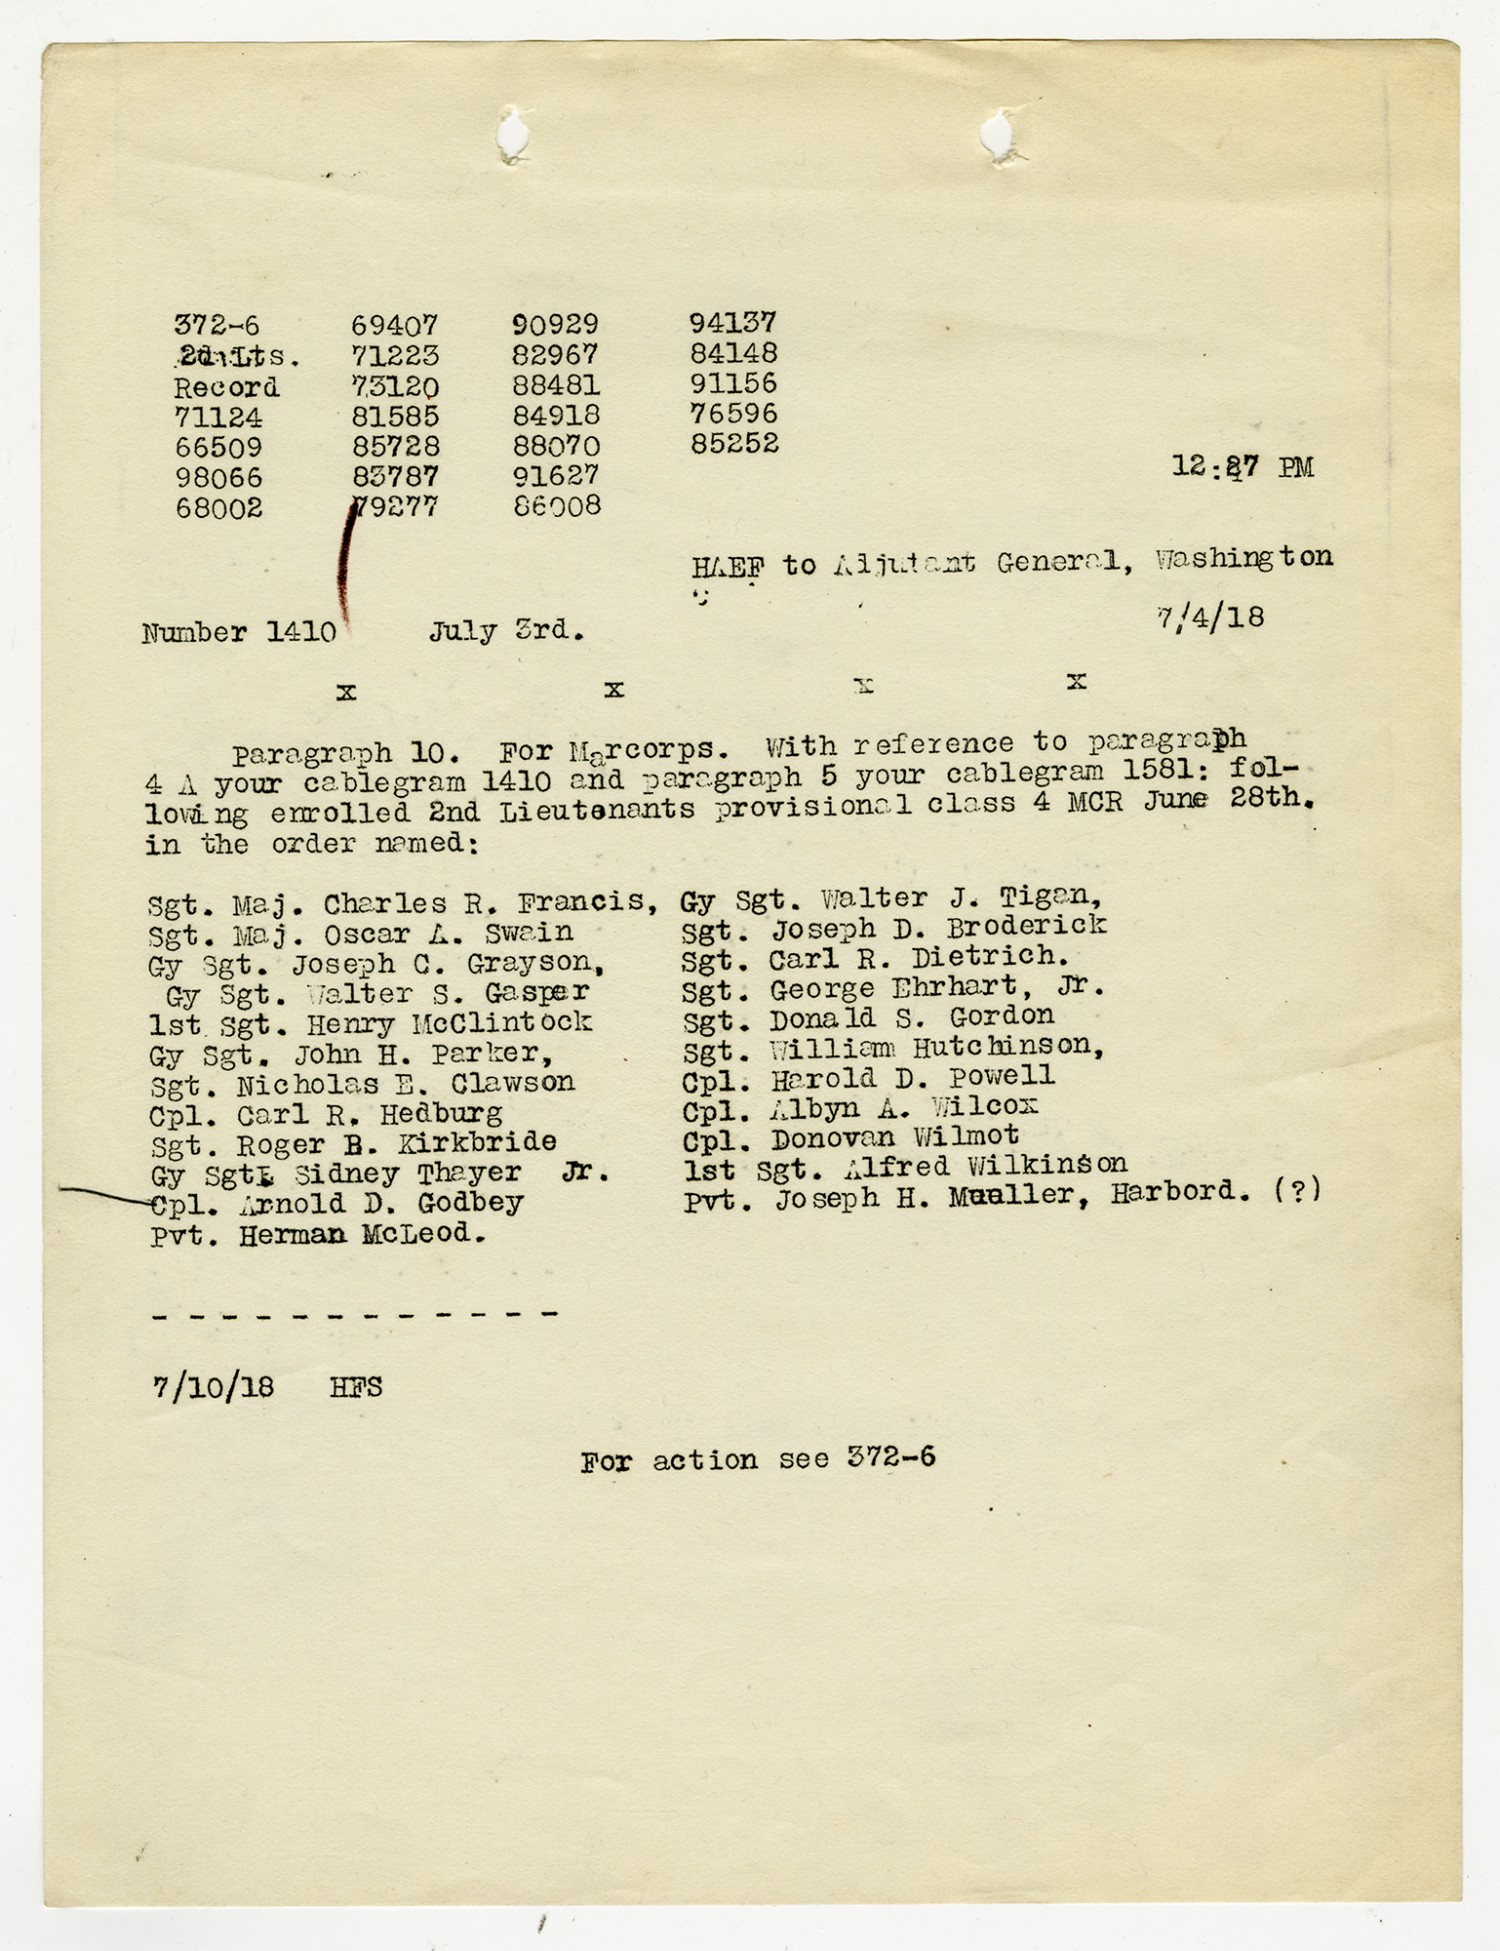 372-6 69407 90929 94137
2d Lts. 71223 82967 84148
Record 73120 88481 91156
71124 81585 84918 76596
66509 85728 88070 85252
98066 83787 91627
68002 79277 86008
PM
HAEF to Adjutant General, Washington
7/4/18
Number 1410 July 3rd.
x x x x
Paragraph 10. For Marcorps. With reference to paragraph
4 A your cablegram 1410 and paragraph 5 your cablegram 1581: fol-
lowing enrolled 2nd Lieutenants provisional class 4 MCR June 28th.
in the order named:
Sgt. Maj. Charles R. Francis, Gy Sgt. Walter J. Tigan,
Sgt. Maj. Oscar A. Swain Sgt. Joseph D. Broderick
Gy Sgt. Joseph C. Grayson, Sgt. Carl R. Dietrich.
Gy Sgt. Walter S. Gasper Sgt. George Ehrhart, Jr.
1st Sgt. Henry McClintock Sgt. Donald S. Gordon
Gy Sgt. John H. Parker, Sgt. William Hutchinson,
Sgt. Nicholas E. Clawson Cpl. Harold D. Powell
Cpl. Carl R. Hedburg Cpl. Albyn A. Wilcox
Sgt. Roger B. Kirkbride Cpl. Donovan Wilmot
Gy Sgt. Sidney Thayer Jr. 1st Sgt. Alfred Wilkinson
Cpl. Arnold D. Godbey Pvt. Joseph H. Mueller, Harbord. (?)
Pvt. Herman McLeod.
- - - - - - - - - - - -
7/10/18 HFS
For action see 372-6